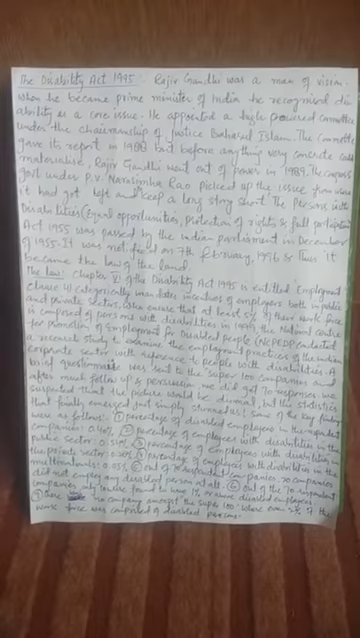 The Disability Act 1995: Rajiv Gandhi was a man of vision.
When he became prime minister of India he recognised dis-
ability as a core issue. He appointed a high powered committee
under the chairmanship of justice Baharul Islam. The Committee
gave its report in 1988 but before anything very concrete could
materialise, Rajiv Gandhi went out of power in 1989. The congress
govt under P.V. Narasimha Rao picked up the issue from where
it had got left and keep a long story short The Persons with
Disabilities (Equal opportunities, protection of rights & full participation
Act 1995 was passed by the indian parliament in December
of 1995. It was notified on 7th february, 1996 & Thus it
became the law of the land.
The law: Chapter VI of the Disability Act 1995 is entitled 'Employment
clause 41 categorically mandates incentives of employers both in public
and private sector, to ensure that at least 5% of their work force
is composed of persons with disabilities in 1999, the National Centre
for promotion of Employment for Disabled People (NCPEDP) conducted
a research study to examine the employment practices of the indian
Corporate sector with reference to people with disabilities. A
brief questionnaire was sent to the 'Super 100' companies and
after much follow up & persuasion, we did get 70 responses we
suspected that the picture would be dismal, but the statistics
that finally emerged just simply stunned us! Some of the key findings
were as follows: ① percentage of disabled employees in the respondent
companies: 0.40%, ② percentage of employees with disabilities in the
public sector: 0.54% ③ percentage of employees with disabilities in
the private sector: 0.28% ④ percentage of employees with disabilities in the
multinationals: 0.05% ⑤ out of 70 respondent companies, 20 companies
did not employ any disabled person at all. ⑥ out of the 70 respondent
companies, only were found to have 1% or more disabled employees
⑦ There was no company amongst the super 100 where even 2% of the
work force was comprised of disabled persons.